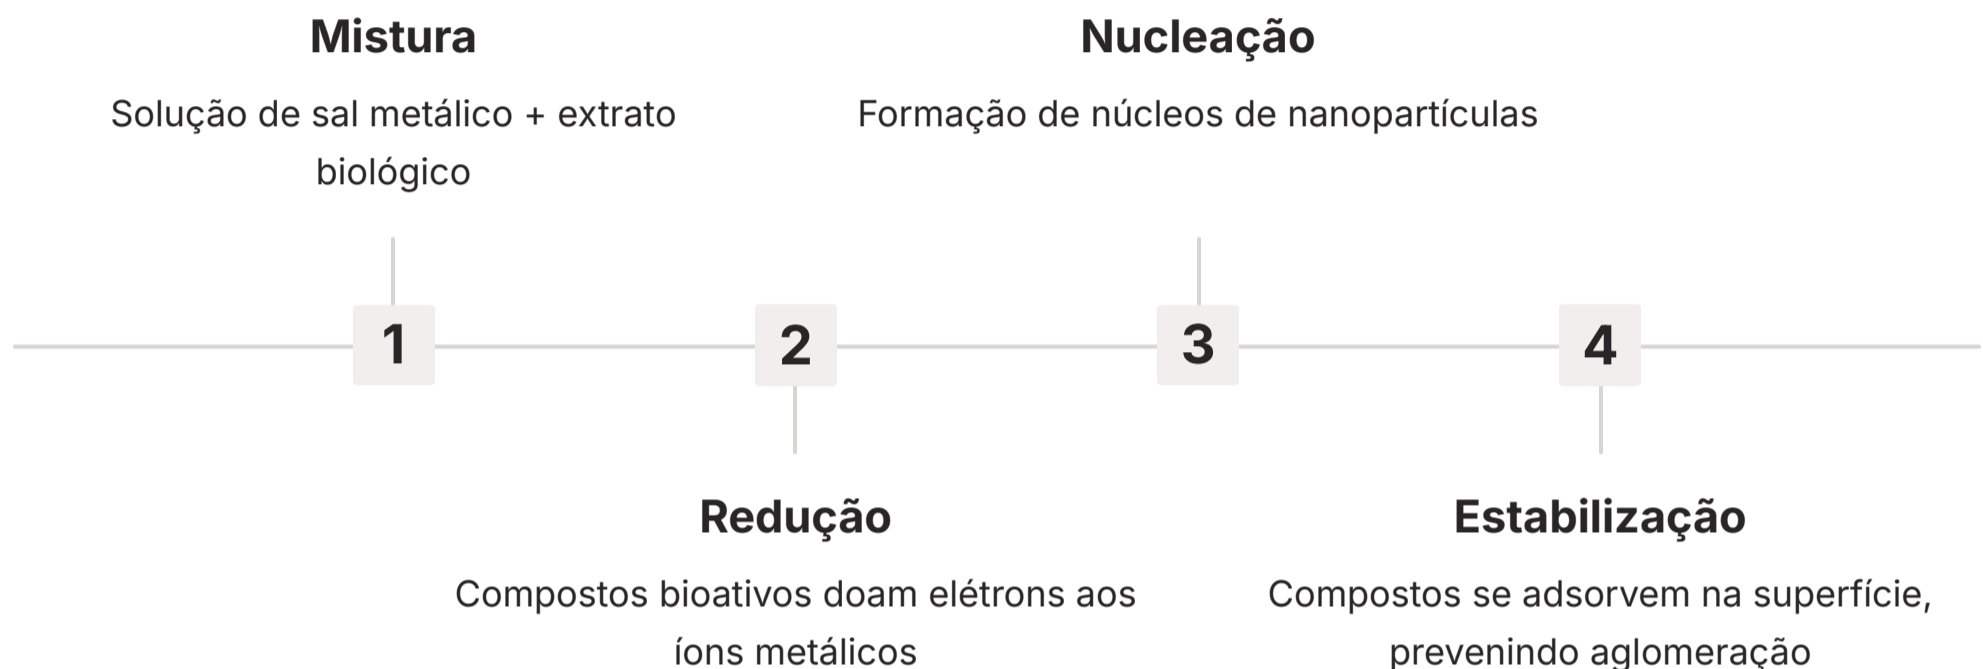 Mistura
Solução de sal metálico + extrato
biológico
Nucleação
Formação de núcleos de nanopartículas
1
2
3
4
Redução
Compostos bioativos doam elétrons aos
íons metálicos
Estabilização
Compostos se adsorvem na superfície,
prevenindo aglomeração